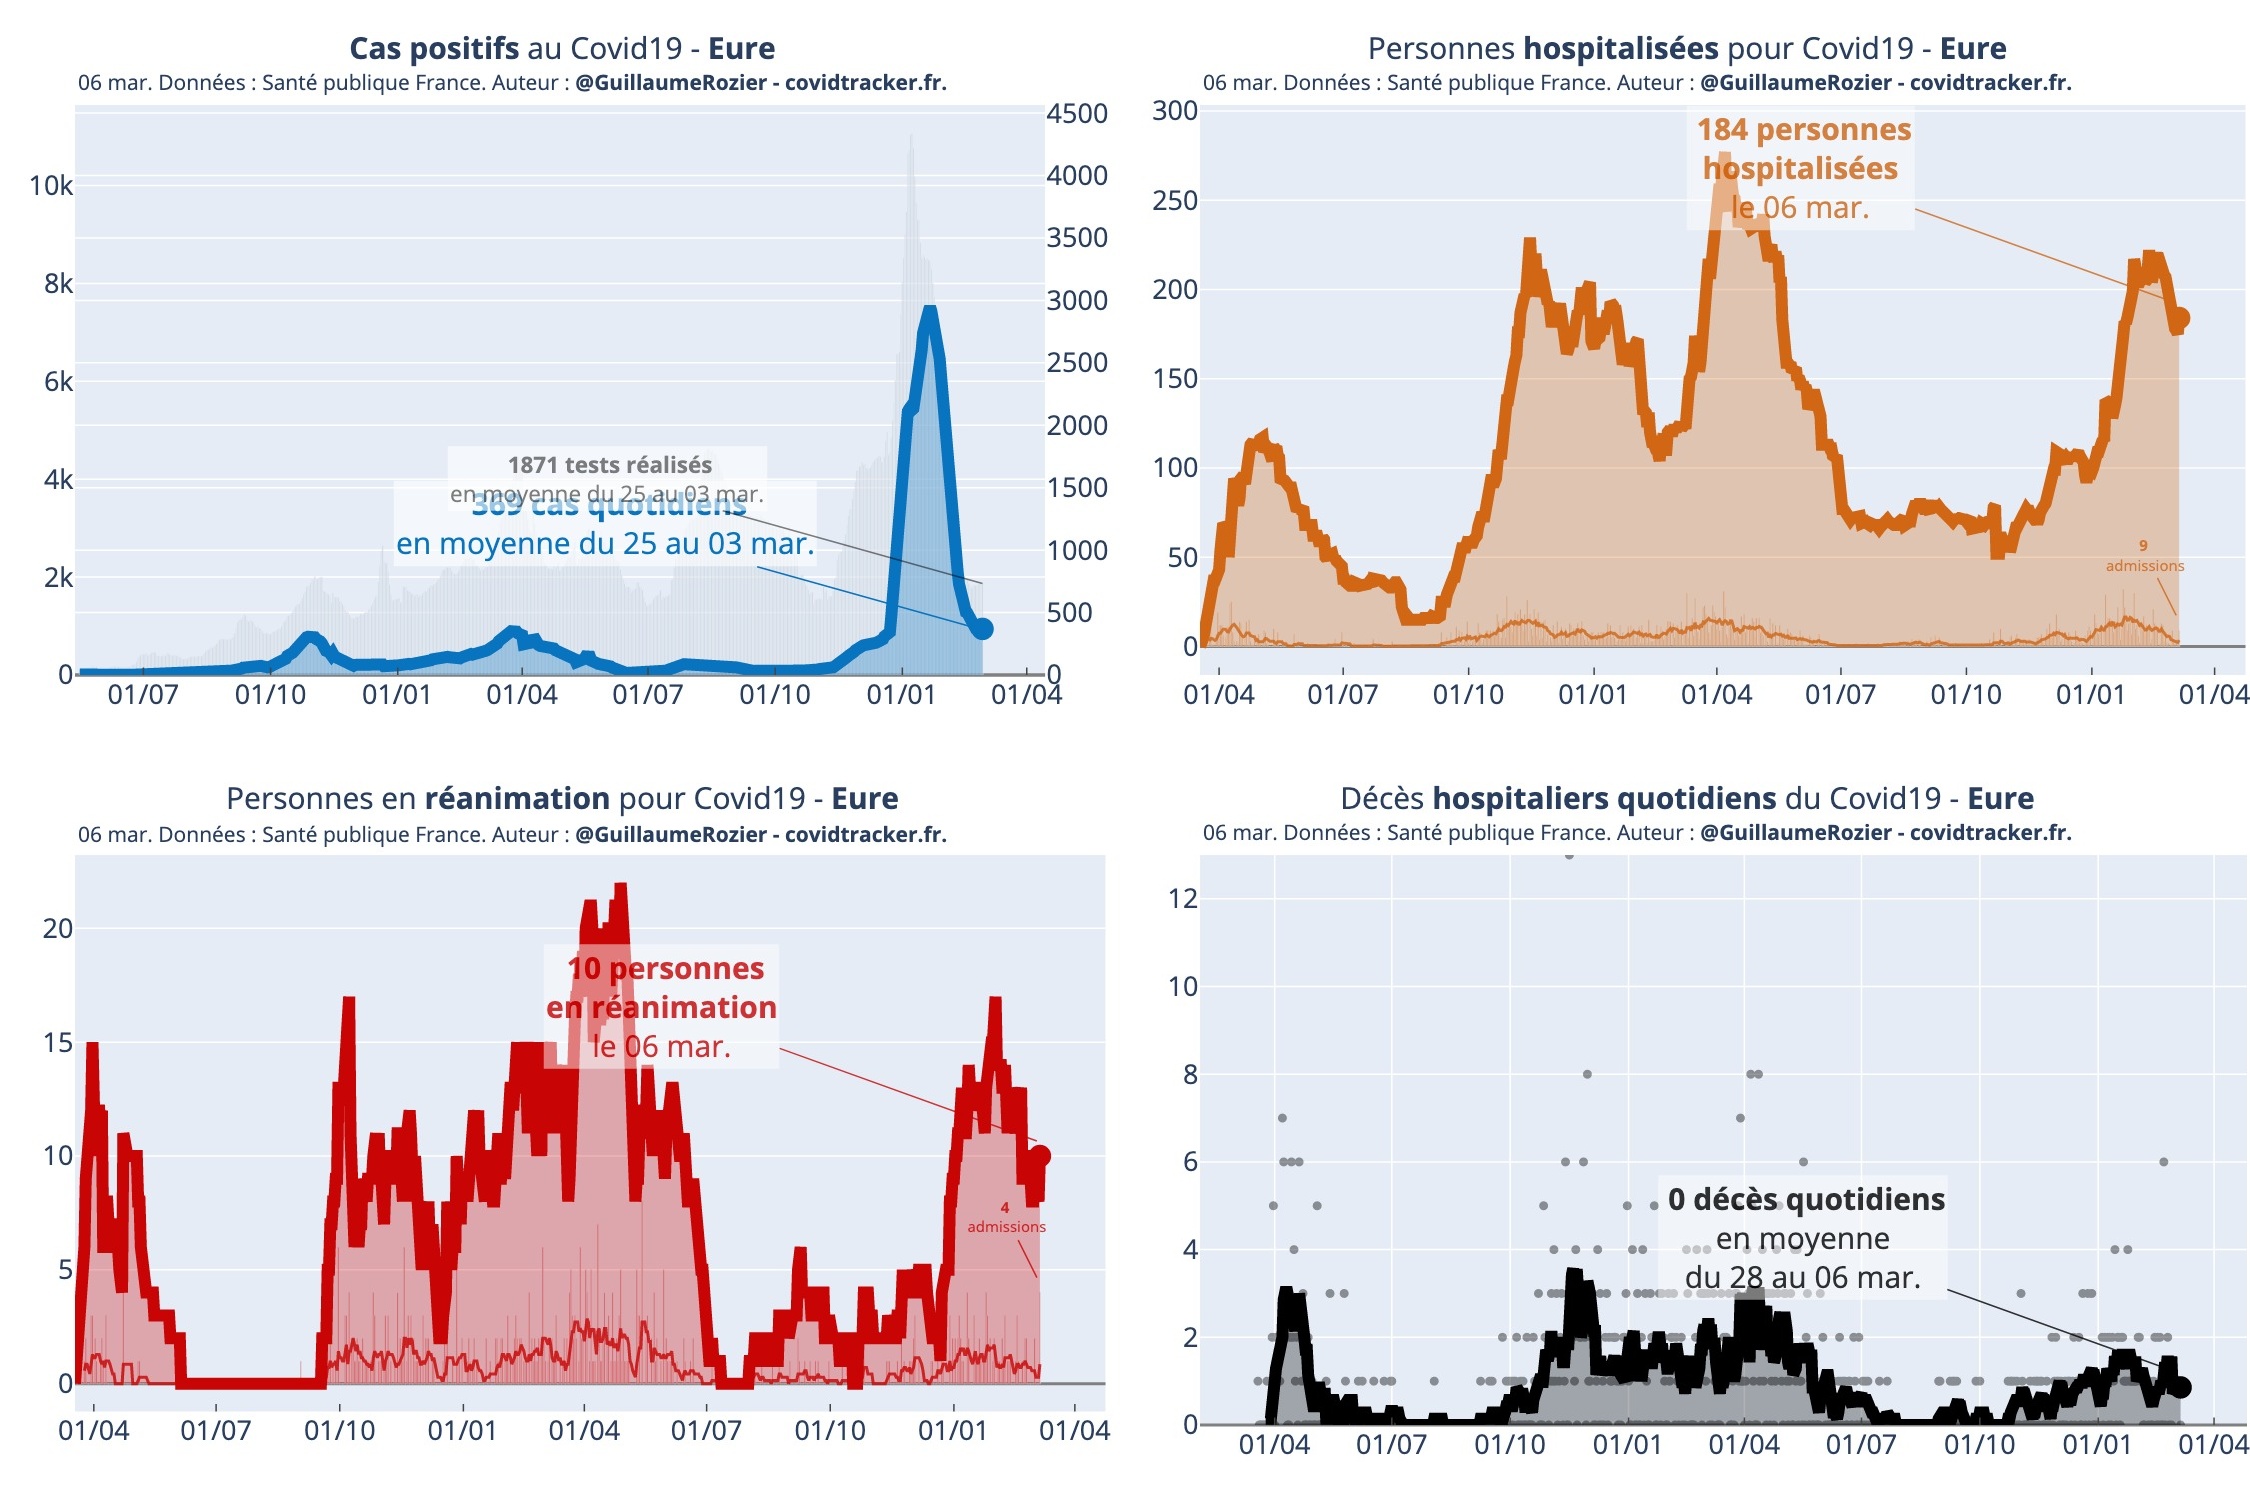 Cas positifs au Covid19 - Eure
06 mar. Données : Santé publique France. Auteur : @GuillaumeRozier - covidtracker.fr.
4500
4000
3500
3000
2500
2000
1500
1000
500
0
10k
8k
6k
4k
2k
0
1871 tests réalisés
en moyenne du 25 au 03 mar.
369 cas quotidiens
en moyenne du 25 au 03 mar.
01/07 01/10 01/01 01/04 01/07 01/10 01/01 01/04
Personnes hospitalisées pour Covid19 - Eure
06 mar. Données : Santé publique France. Auteur : @GuillaumeRozier - covidtracker.fr.
300
250
200
150
100
50
0
184 personnes
hospitalisées
le 06 mar.
9
admissions
01/04 01/07 01/10 01/01 01/04 01/07 01/10 01/01 01/04
Personnes en réanimation pour Covid19 - Eure
06 mar. Données : Santé publique France. Auteur : @GuillaumeRozier - covidtracker.fr.
20
15
10
5
0
10 personnes
en réanimation
le 06 mar.
4
admissions
01/04 01/07 01/10 01/01 01/04 01/07 01/10 01/01 01/04
Décès hospitaliers quotidiens du Covid19 - Eure
06 mar. Données : Santé publique France. Auteur : @GuillaumeRozier - covidtracker.fr.
12
10
8
6
4
2
0
0 décès quotidiens
en moyenne
du 28 au 06 mar.
01/04 01/07 01/10 01/01 01/04 01/07 01/10 01/01 01/04